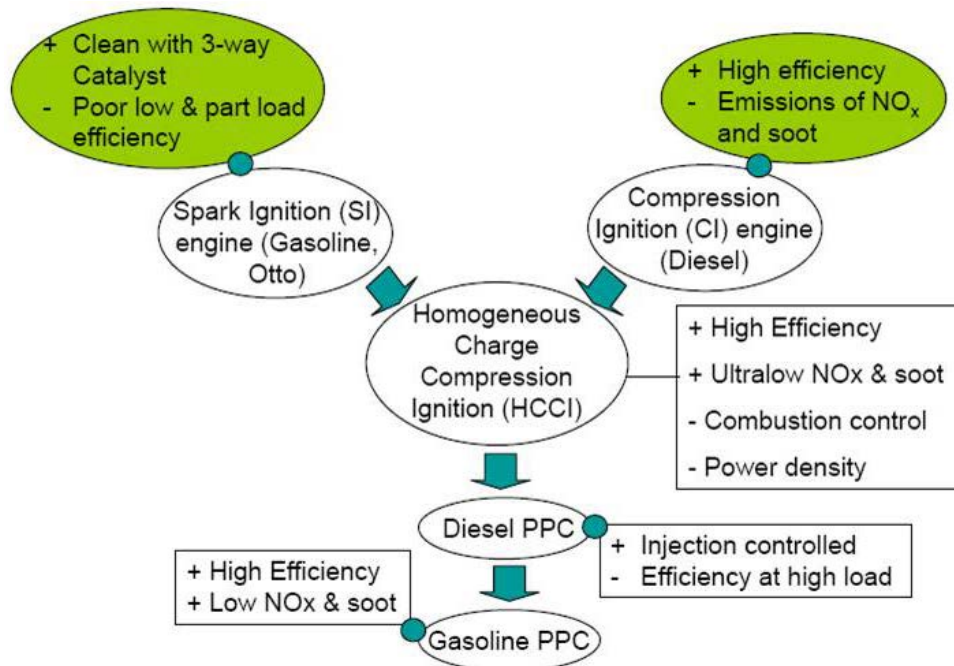 + Clean with 3-way
Catalyst
- Poor low & part load
efficiency
+ High efficiency
- Emissions of NOx
and soot
Spark Ignition (SI)
engine (Gasoline,
Otto)
Compression
Ignition (CI) engine
(Diesel)
Homogeneous
Charge
Compression
Ignition (HCCI)
+ High Efficiency
+ Ultralow NOx & soot
- Combustion control
- Power density
Diesel PPC
+ Injection controlled
- Efficiency at high load
+ High Efficiency
+ Low NOx & soot
Gasoline PPC